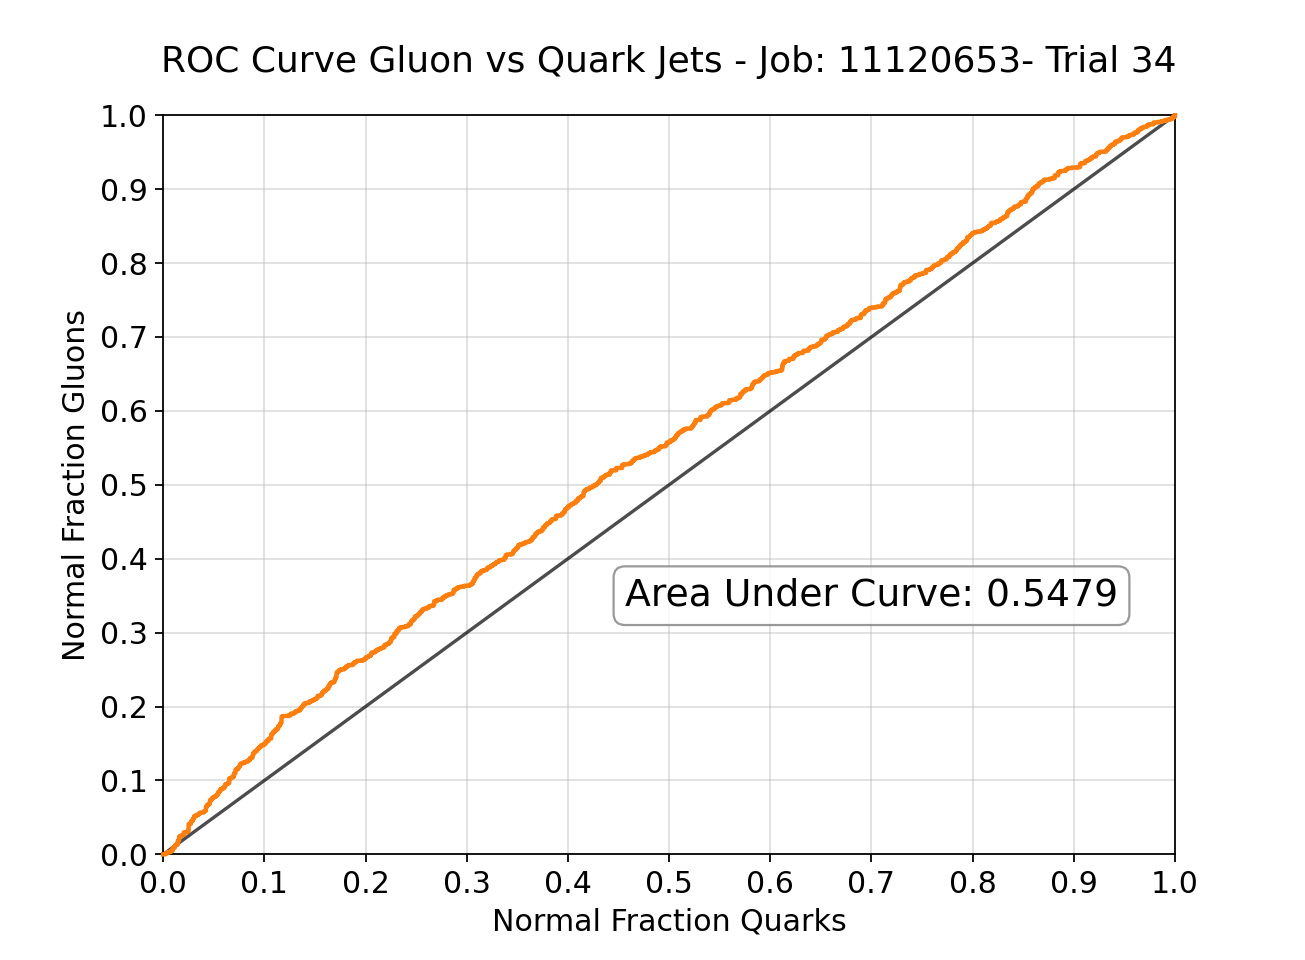 ROC Curve Gluon vs Quark Jets - Job: 11120653- Trial 34
1.0
0.9
0.8
0.7
0.6
0.5
0.4
0.3
0.2
0.1
0.0
Normal Fraction Gluons
Area Under Curve: 0.5479
0.0 0.1 0.2 0.3 0.4 0.5 0.6 0.7 0.8 0.9 1.0
Normal Fraction Quarks